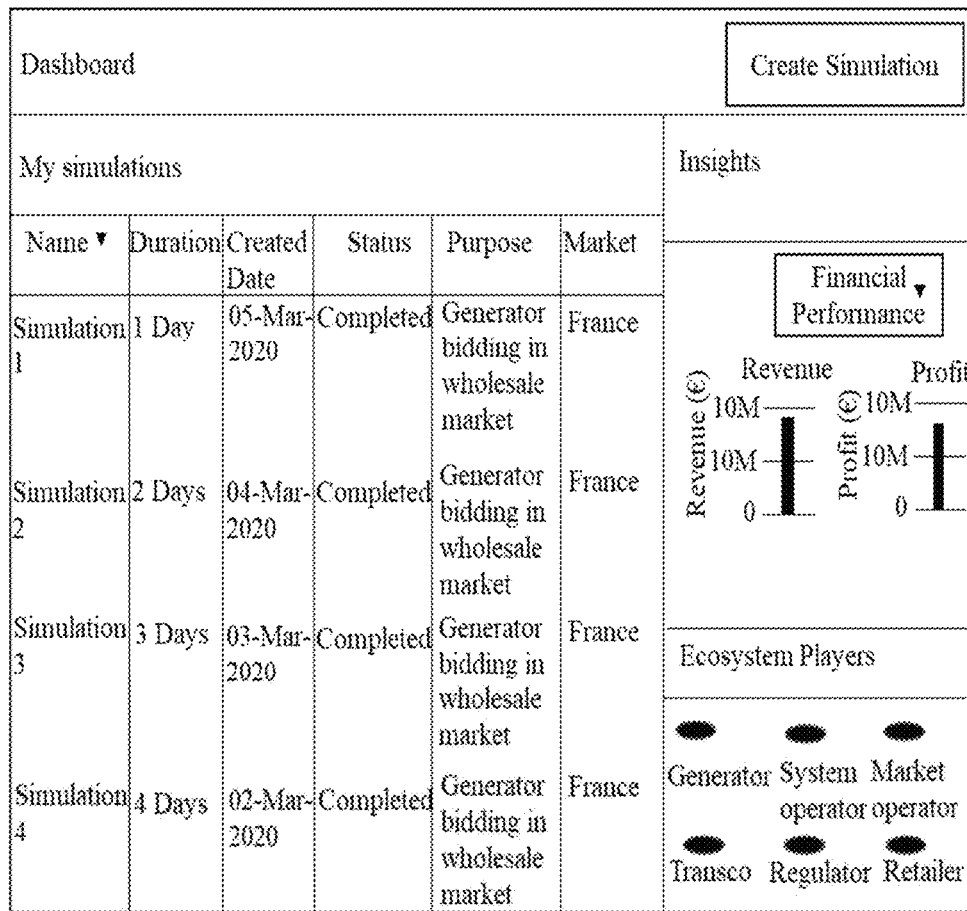 Dashboard
Create Simulation
My simulations
Name ▼ Duration Created Date Status Purpose Market
Simulation 1 1 Day 05-Mar-2020 Completed Generator bidding in wholesale market France
Simulation 2 2 Days 04-Mar-2020 Completed Generator bidding in wholesale market France
Simulation 3 3 Days 03-Mar-2020 Completed Generator bidding in wholesale market France
Simulation 4 4 Days 02-Mar-2020 Completed Generator bidding in wholesale market France
Insights
Financial
Performance ▼
Revenue
Revenue (€)
10M
10M
0
Profit
Profit (€)
10M
10M
0
Ecosystem Players
Generator
System
operator
Market
operator
Transco
Regulator
Retailer